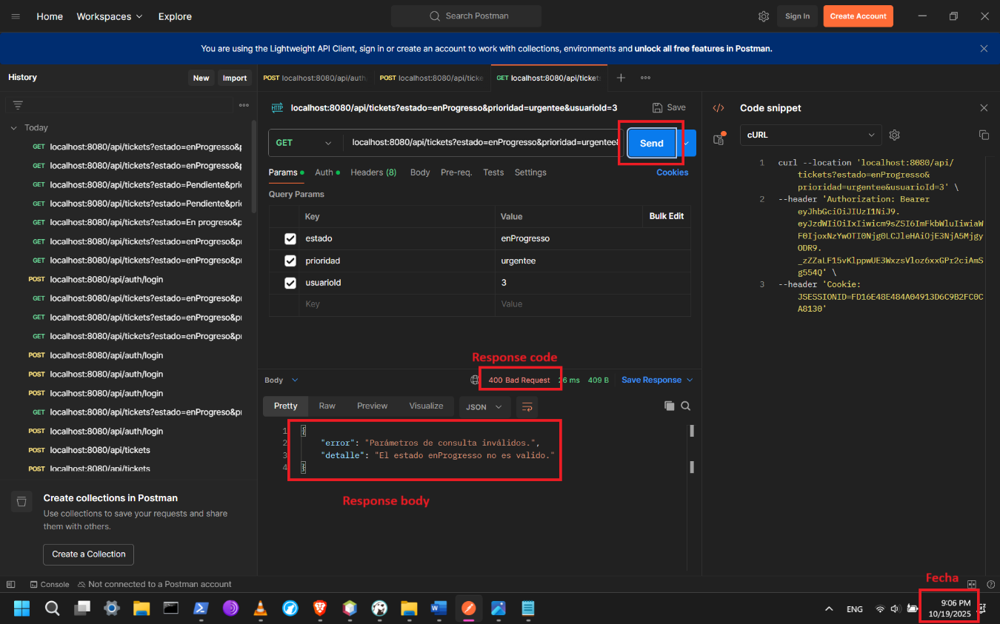 Home Workspaces Explore
Search Postman
Sign In
Create Account
You are using the Lightweight API Client, sign in or create an account to work with collections, environments and unlock all free features in Postman.
History
New
Import
Today
GET localhost:8080/api/tickets?estado=enProgresso&p
GET localhost:8080/api/tickets?estado=enProgresso&p
GET localhost:8080/api/tickets?estado=Pendiente&prio
GET localhost:8080/api/tickets?estado=Pendiente&prio
GET localhost:8080/api/tickets?estado=En progreso&p
GET localhost:8080/api/tickets?estado=enProgreso&pr
GET localhost:8080/api/tickets?estado=enProgreso&pr
POST localhost:8080/api/auth/login
GET localhost:8080/api/tickets?estado=enProgreso&pr
GET localhost:8080/api/tickets?estado=enProgreso&pr
GET localhost:8080/api/tickets?estado=enProgreso&pr
POST localhost:8080/api/auth/login
POST localhost:8080/api/auth/login
POST localhost:8080/api/auth/login
GET localhost:8080/api/tickets?estado=enProgreso&pr
POST localhost:8080/api/auth/login
POST localhost:8080/api/tickets
POST localhost:8080/api/tickets
Create collections in Postman
Use collections to save your requests and share
them with others.
Create a Collection
POST localhost:8080/api/auth
POST localhost:8080/api/ticke
GET localhost:8080/api/ticket
HTTP localhost:8080/api/tickets?estado=enProgresso&prioridad=urgentee&usuarioId=3
Save
GET
localhost:8080/api/tickets?estado=enProgresso&prioridad=urgentee&
Send
Params Auth Headers (8) Body Pre-req. Tests Settings
Cookies
Query Params
Key Value Bulk Edit
estado enProgresso
prioridad urgentee
usuarioId 3
Key Value
Response code
Body
400 Bad Request
26 ms
409 B
Save Response
Pretty Raw Preview Visualize JSON
1 {
2 "error": "Parámetros de consulta inválidos.",
3 "detalle": "El estado enProgresso no es valido."
4 }
Response body
Code snippet
cURL
1 curl --location 'localhost:8080/api/
tickets?estado=enProgresso&
prioridad=urgentee&usuarioId=3' \
2 --header 'Authorization: Bearer
eyJhbGciOiJIUzI1NiJ9.
eyJzdWIiOiIxIiwicm9sZSI6ImFkbWluIiwiaW
F0IjoxNzYwOTI0Njg0LCJleHAiOjE3NjA5Mjgy
ODR9.
_zZZaLF15vKlppwUE3WxzsVloz6xxGPr2ciAmS
g554Q' \
3 --header 'Cookie:
JSESSIONID=FD16E48E484A04913D6C9B2FC0C
A8130'
Console
Not connected to a Postman account
Fecha
ENG
9:06 PM
10/19/2025